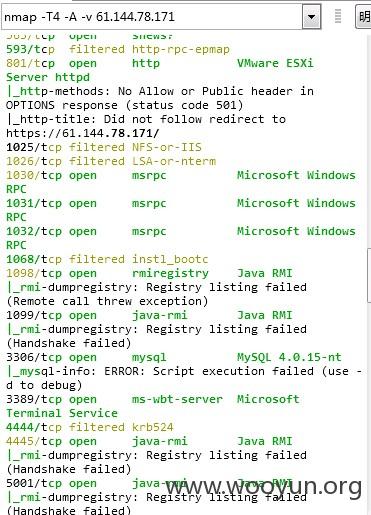 nmap -T4 -A -v 61.144.78.171
明
563/tcp open snews?
593/tcp filtered http-rpc-epmap
801/tcp open http VMware ESXi
Server httpd
|_http-methods: No Allow or Public header in
OPTIONS response (status code 501)
|_http-title: Did not follow redirect to
https://61.144.78.171/
1025/tcp filtered NFS-or-IIS
1026/tcp filtered LSA-or-nterm
1030/tcp open msrpc Microsoft Windows
RPC
1031/tcp open msrpc Microsoft Windows
RPC
1032/tcp open msrpc Microsoft Windows
RPC
1068/tcp filtered instl_bootc
1098/tcp open rmiregistry Java RMI
|_rmi-dumpregistry: Registry listing failed
(Remote call threw exception)
1099/tcp open java-rmi Java RMI
|_rmi-dumpregistry: Registry listing failed
(Handshake failed)
3306/tcp open mysql MySQL 4.0.15-nt
|_mysql-info: ERROR: Script execution failed (use -
d to debug)
3389/tcp open ms-wbt-server Microsoft
Terminal Service
4444/tcp filtered krb524
4445/tcp open java-rmi Java RMI
|_rmi-dumpregistry: Registry listing failed
(Handshake failed)
5001/tcp open java-rmi Java RMI
|_rmi-dumpregistry: Registry listing failed
(Handshake failed)
www.wooyun.org